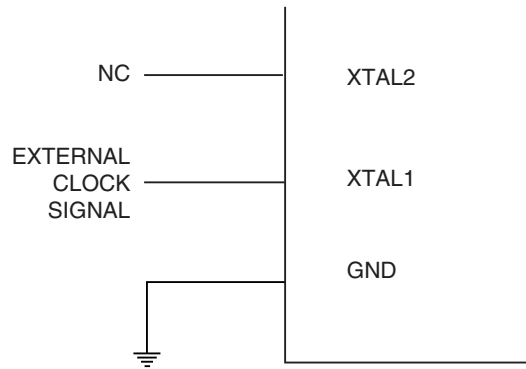 NC
XTAL2
EXTERNAL
CLOCK
SIGNAL
XTAL1
GND